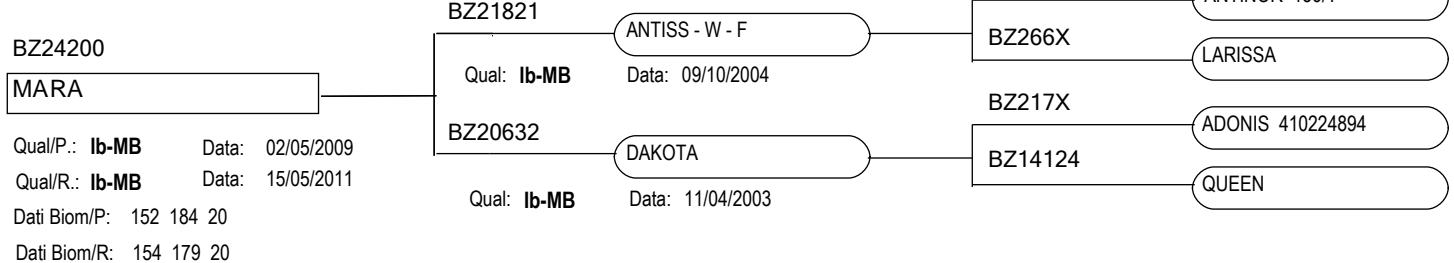 BZ21821
ANTISS - W - F
BZ24200
BZ266X
LARISSA
Qual: Ib-MB Data: 09/10/2004
MARA
BZ217X
ADONIS 410224894
BZ20632
Qual/P.: Ib-MB Data: 02/05/2009
DAKOTA
BZ14124
Qual/R.: Ib-MB Data: 15/05/2011
QUEEN
Qual: Ib-MB Data: 11/04/2003
Dati Biom/P: 152 184 20
Dati Biom/R: 154 179 20